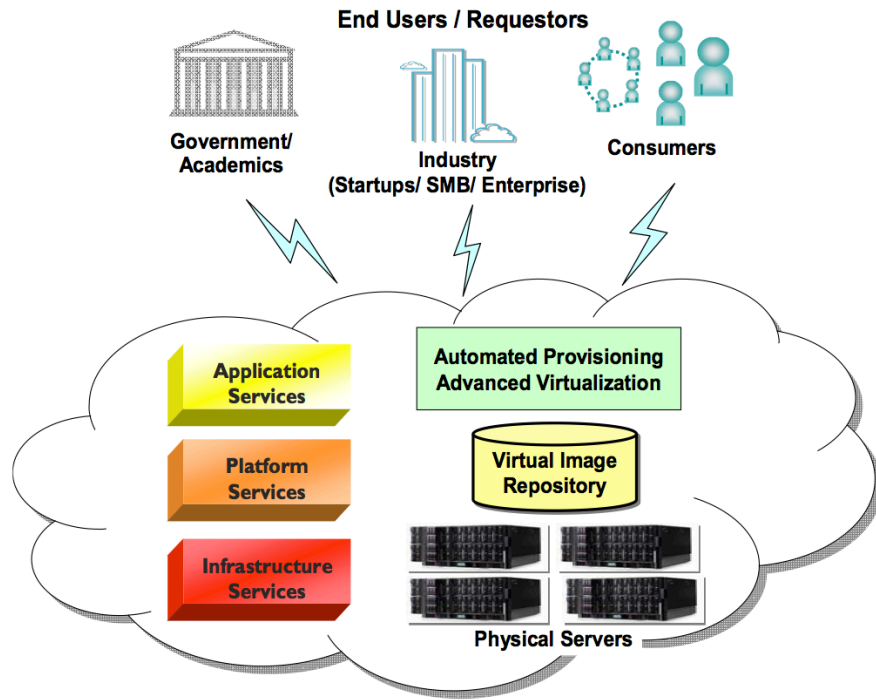 End Users / Requestors
Government/
Academics
Industry
(Startups/ SMB/ Enterprise)
Consumers
Application
Services
Automated Provisioning
Advanced Virtualization
Platform
Services
Virtual Image
Repository
Infrastructure
Services
Physical Servers